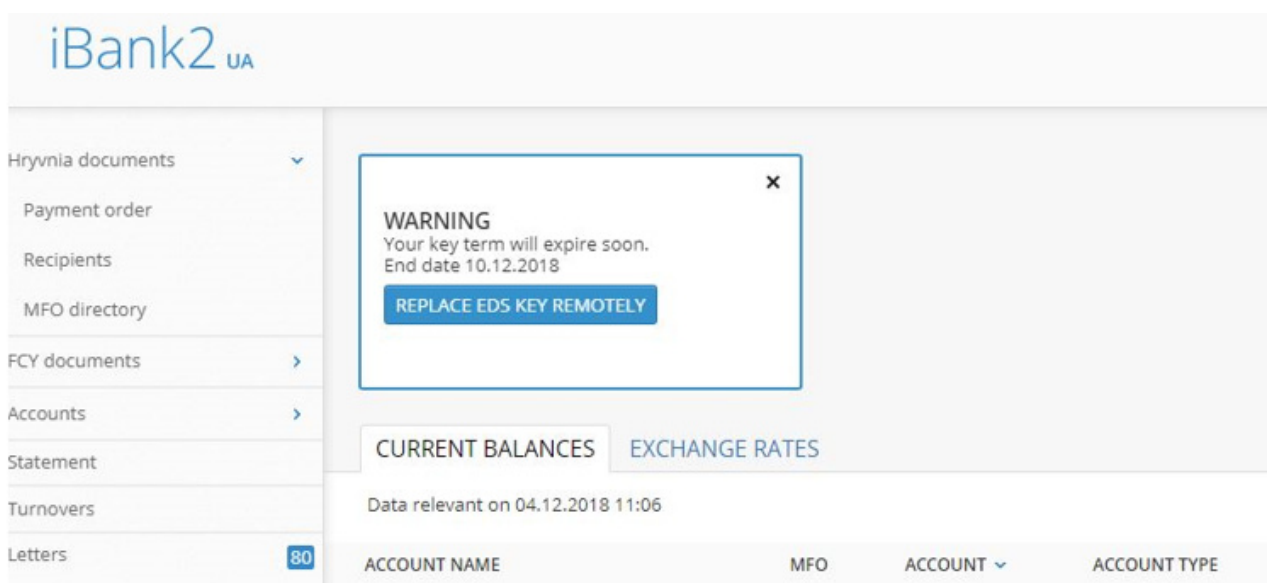 iBank2 UA
Hryvnia documents
Payment order
Recipients
MFO directory
FCY documents
Accounts
Statement
Turnovers
Letters 80
WARNING
Your key term will expire soon.
End date 10.12.2018
REPLACE EDS KEY REMOTELY
CURRENT BALANCES EXCHANGE RATES
Data relevant on 04.12.2018 11:06
ACCOUNT NAME MFO ACCOUNT ACCOUNT TYPE